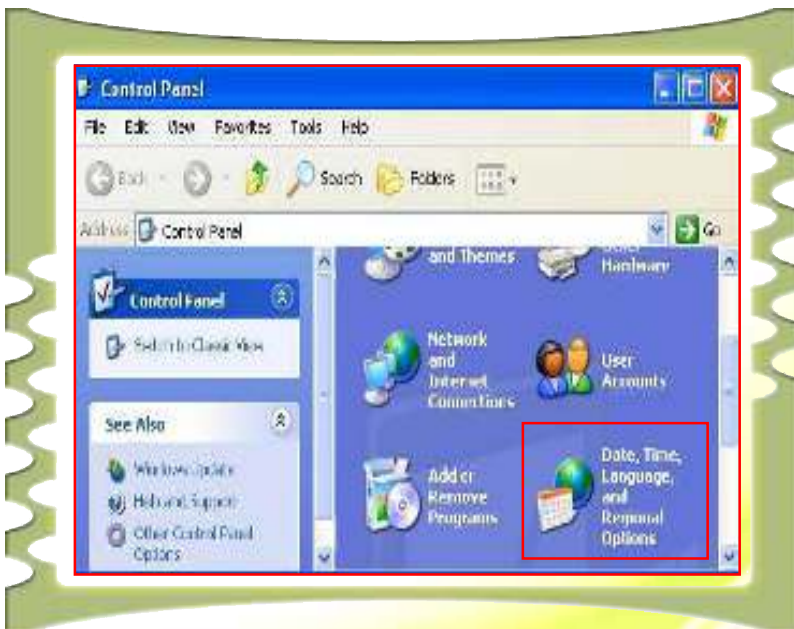 Control Panel
File Edit View Favorites Tools Help
Back Search Folders
Address Control Panel Go
and Themes
Other
Hardware
Control Panel
Switch to Classic View
Network
and
Internet
Connections
User
Accounts
See Also
Windows Update
Help and Support
Other Control Panel
Options
Add or
Remove
Programs
Date, Time,
Language,
and
Regional
Options